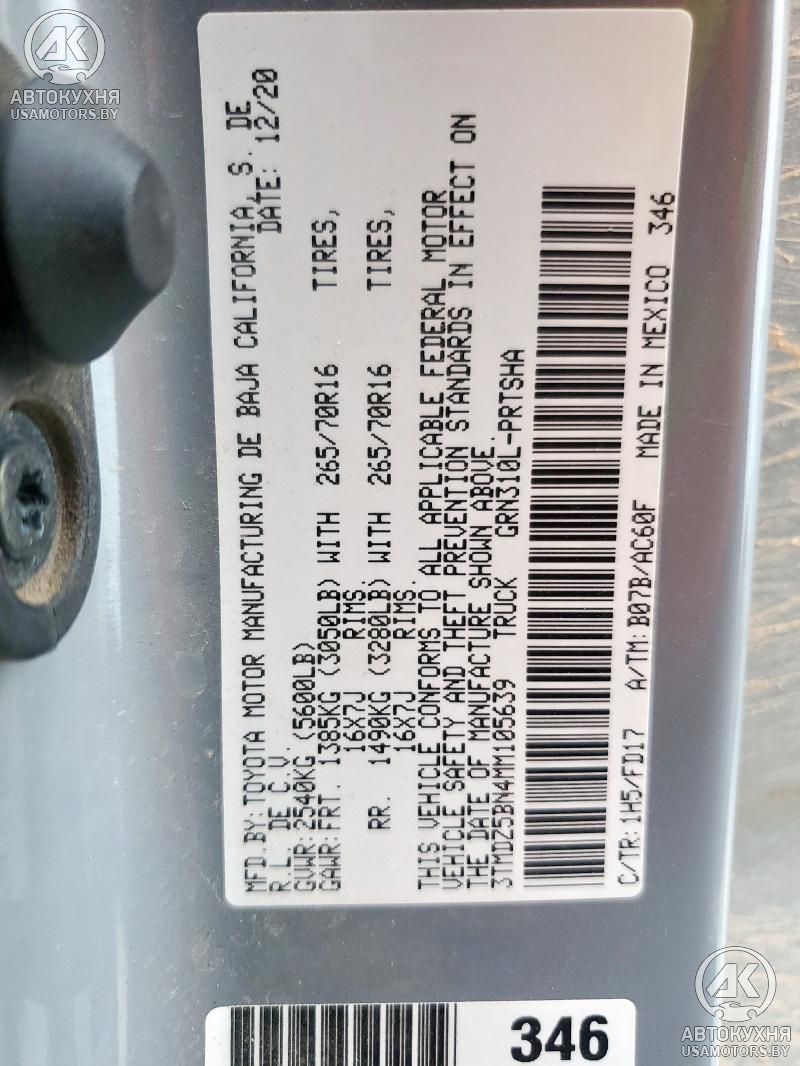 AK
АВТОКУХНЯ
USAMOTORS.BY
MFD.BY: TOYOTA MOTOR MANUFACTURING DE BAJA CALIFORNIA, S. DE
R.L. DE C.V. DATE: 12/20
GVWR: 2540KG (5600LB)
GAWR: FRT. 1385KG (3050LB) WITH 265/70R16 TIRES,
16X7J RIMS.
RR. 1490KG (3280LB) WITH 265/70R16 TIRES,
16X7J RIMS.
THIS VEHICLE CONFORMS TO ALL APPLICABLE FEDERAL MOTOR
VEHICLE SAFETY AND THEFT PREVENTION STANDARDS IN EFFECT ON
THE DATE OF MANUFACTURE SHOWN ABOVE.
3TMDZ5BN4MM105639 TRUCK GRN310L-PRTSHA
C/TR: 1H5/FD17 A/TM: B07B/AC60F MADE IN MEXICO 346
346
AK
АВТОКУХНЯ
USAMOTORS.BY